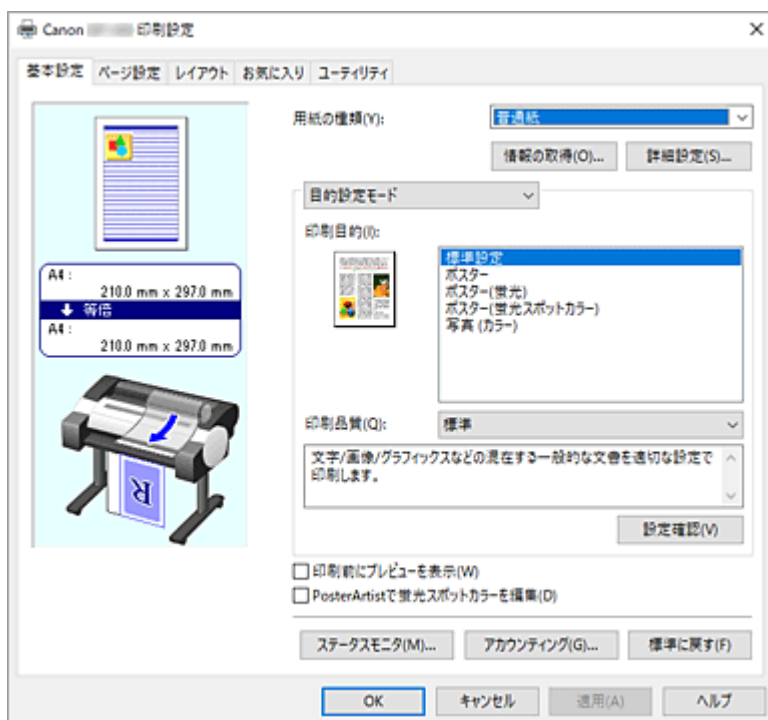 Canon 印刷設定
基本設定 ページ設定 レイアウト お気に入り ユーティリティ
用紙の種類(Y): 普通紙
情報の取得(O)... 詳細設定(S)...
目的設定モード
印刷目的(I):
標準設定
ポスター
ポスター(蛍光)
ポスター(蛍光スポットカラー)
写真 (カラー)
A4 :
210.0 mm x 297.0 mm
等倍
A4 :
210.0 mm x 297.0 mm
R
印刷品質(Q): 標準
文字/画像/グラフィックスなどの混在する一般的な文書を適切な設定で
印刷します。
設定確認(V)
印刷前にプレビューを表示(W)
PosterArtistで蛍光スポットカラーを編集(D)
ステータスモニタ(M)... アカウンティング(G)... 標準に戻す(F)
OK キャンセル 適用(A) ヘルプ